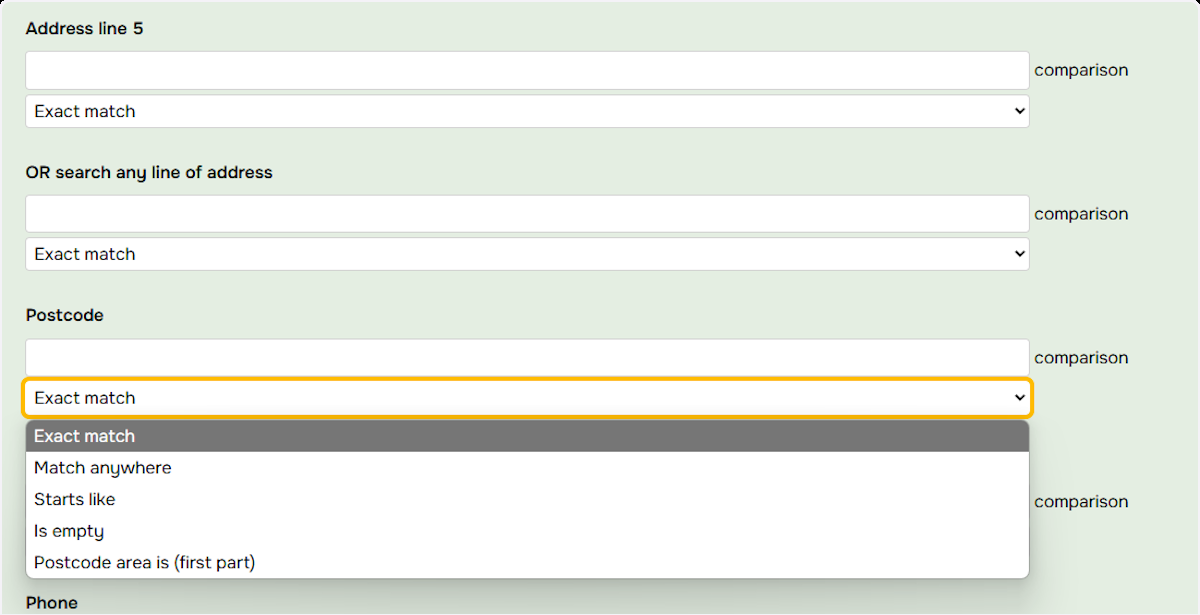 Address line 5
comparison
Exact match
OR search any line of address
comparison
Exact match
Postcode
comparison
Exact match
Exact match
Match anywhere
Starts like
comparison
Is empty
Postcode area is (first part)
Phone